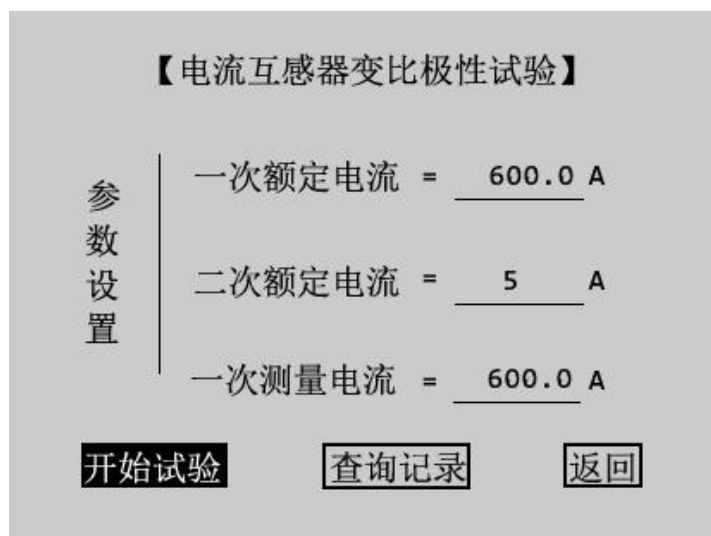 【电流互感器变比极性试验】
参数设置
一次额定电流 = 600.0 A
二次额定电流 = 5 A
一次测量电流 = 600.0 A
开始试验 查询记录 返回